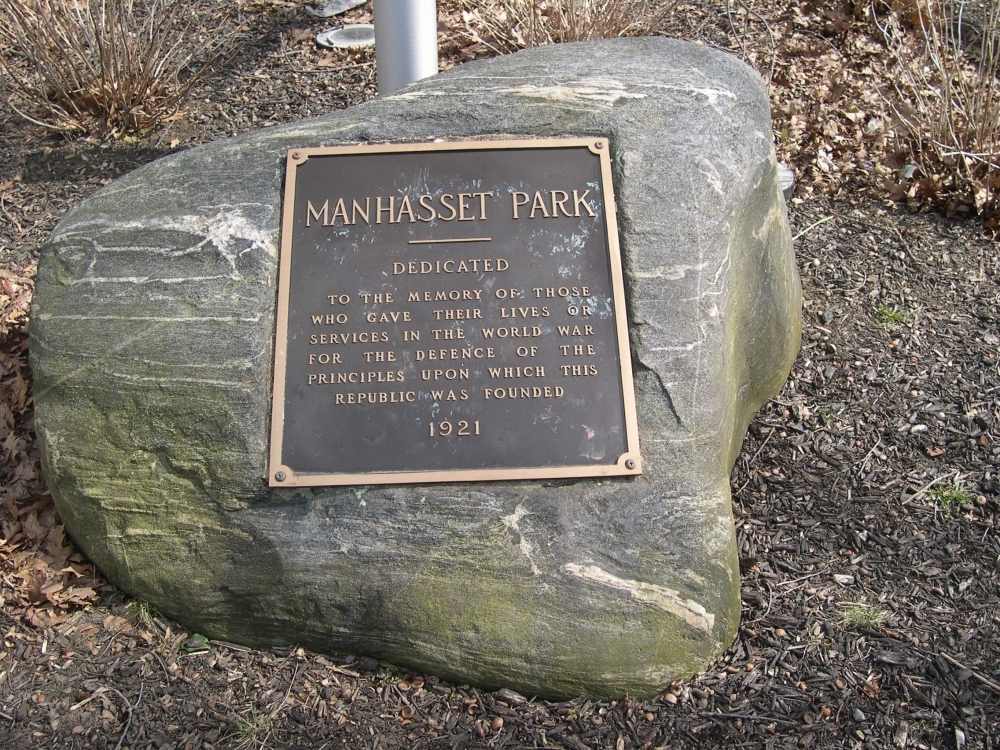 MANHASSET PARK
DEDICATED
TO THE MEMORY OF THOSE
WHO GAVE THEIR LIVES OR
SERVICES IN THE WORLD WAR
FOR THE DEFENCE OF THE
PRINCIPLES UPON WHICH THIS
REPUBLIC WAS FOUNDED
1921